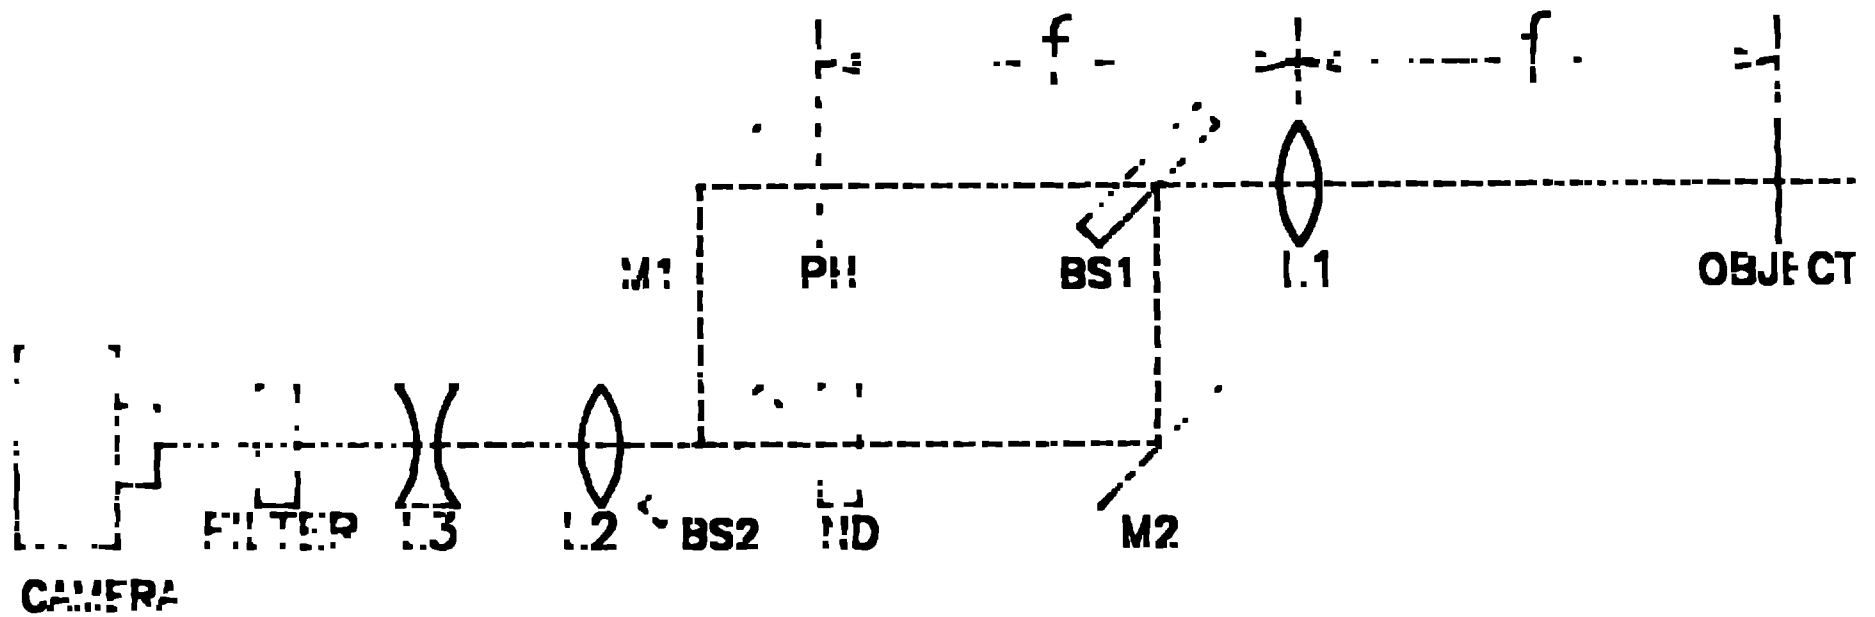 f f
M1 PH BS1 L1 OBJECT
FILTER L3 L2 BS2 ND M2
CAMERA